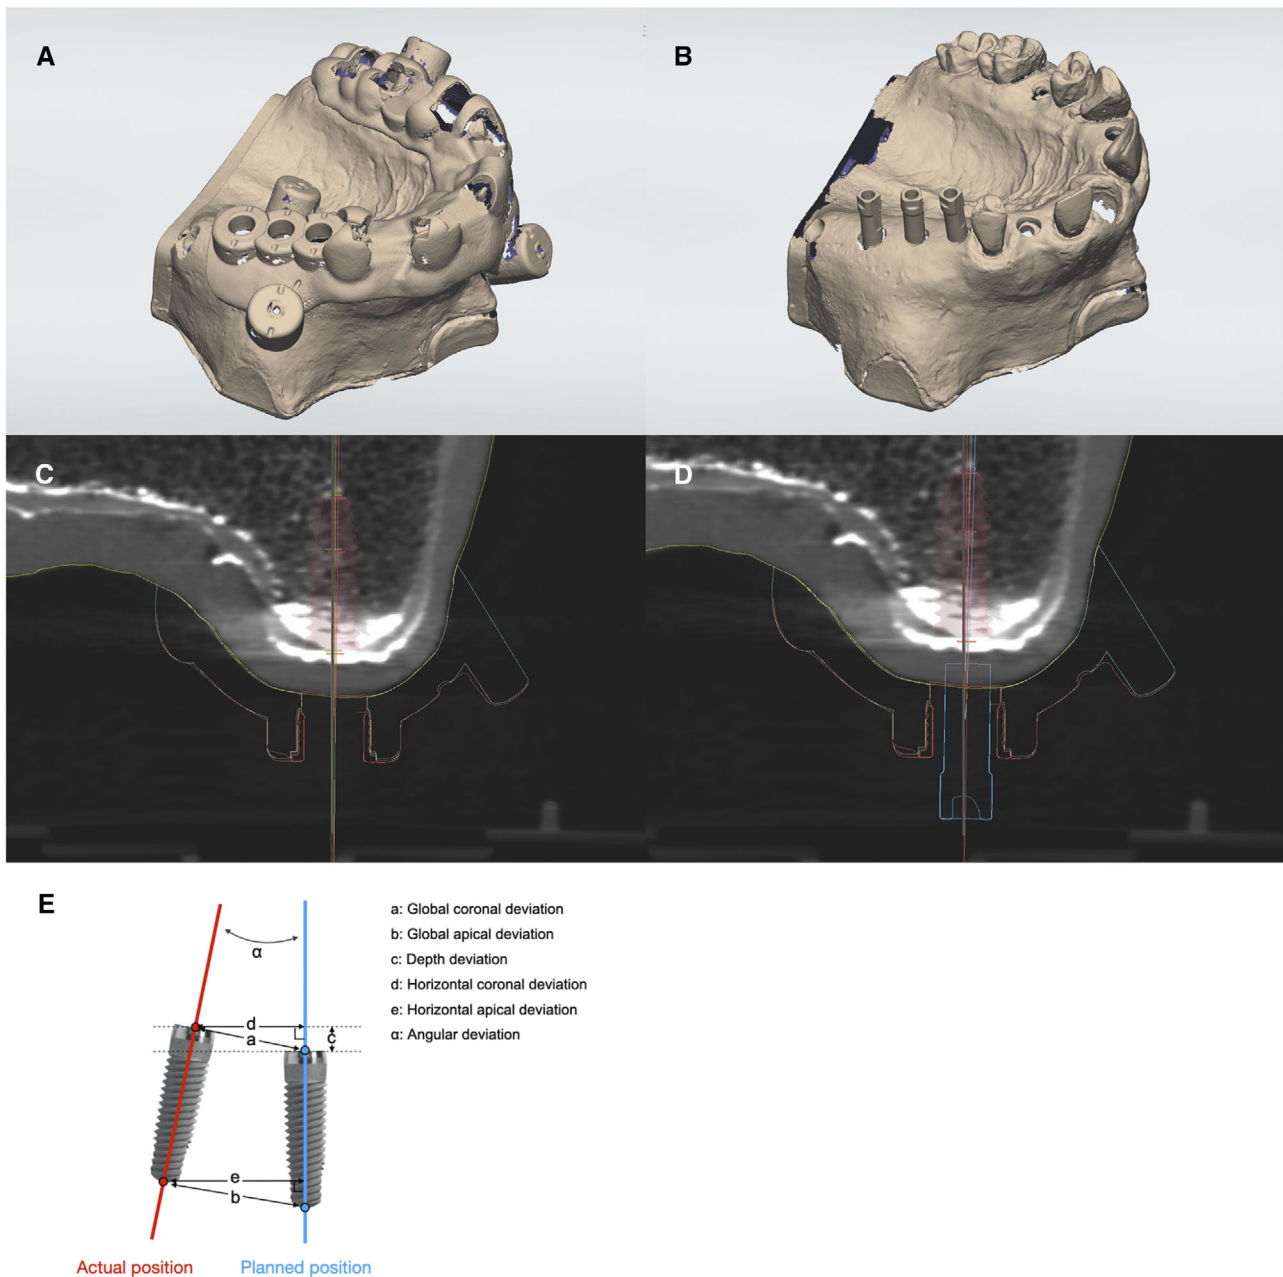 A
B
C
D
E
a: Global coronal deviation
b: Global apical deviation
c: Depth deviation
d: Horizontal coronal deviation
e: Horizontal apical deviation
α: Angular deviation
α
d
a
c
e
b
Actual position
Planned position